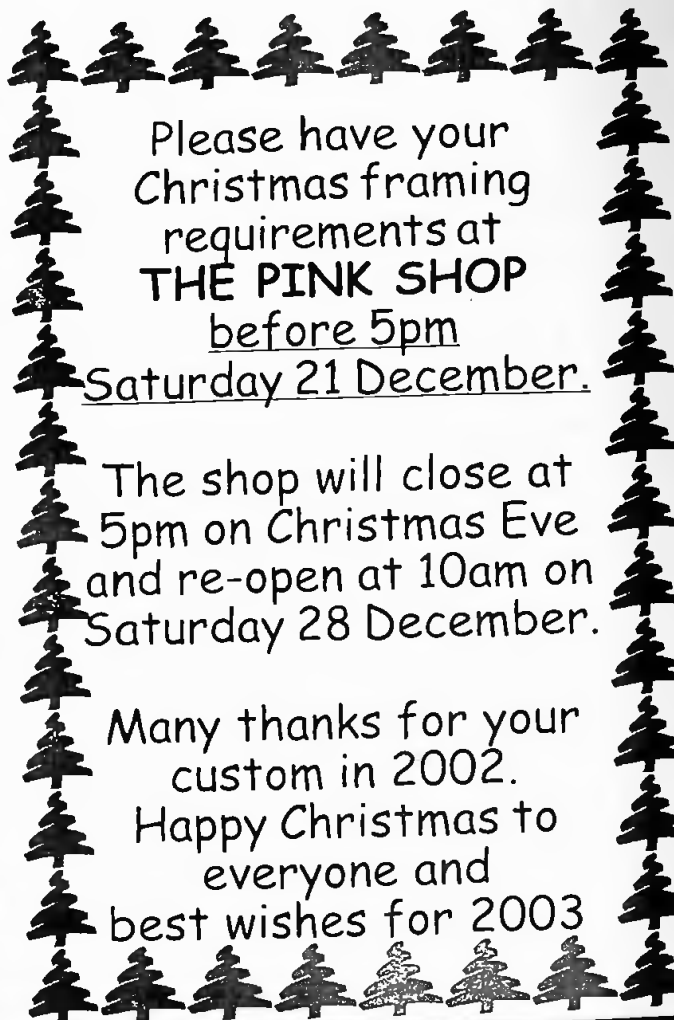 Please have your
Christmas framing
requirements at
THE PINK SHOP
before 5pm
Saturday 21 December.
The shop will close at
5pm on Christmas Eve
and re-open at 10am on
Saturday 28 December.
Many thanks for your
custom in 2002.
Happy Christmas to
everyone and
best wishes for 2003